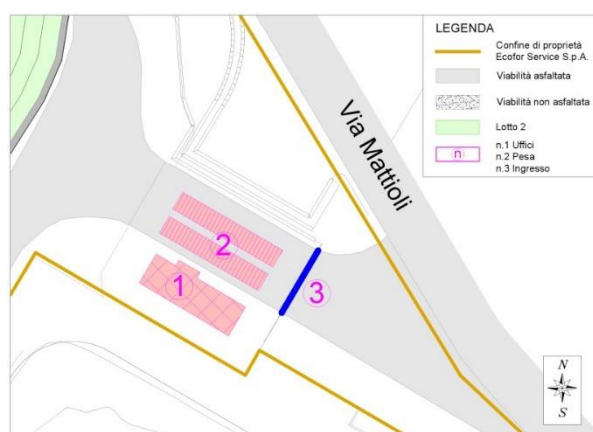 LEGENDA
Confine di proprietà
Ecofor Service S.p.A.
Viabilità asfaltata
Viabilità non asfaltata
Lotto 2
n
n.1 Uffici
n.2 Pesa
n.3 Ingresso
Via Mattioli
2
1
3
N
S